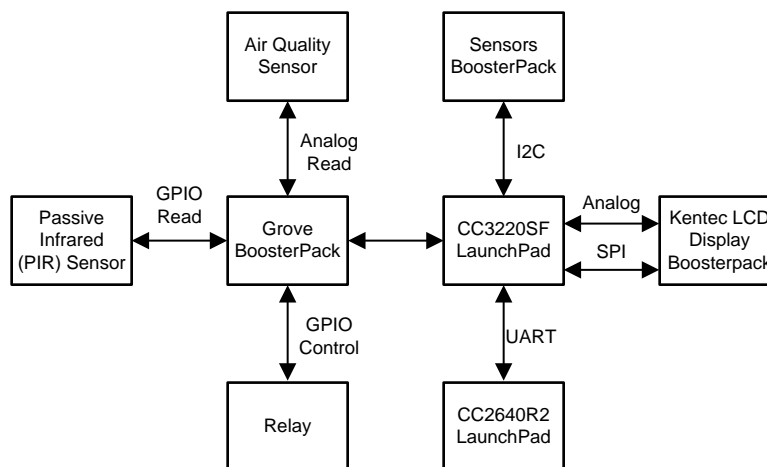 Air Quality
Sensor
Sensors
BoosterPack
Analog
Read
I2C
GPIO
Read
Analog
Passive
Infrared
(PIR) Sensor
Grove
BoosterPack
CC3220SF
LaunchPad
Kentec LCD
Display
Boosterpack
SPI
GPIO
Control
UART
Relay
CC2640R2
LaunchPad